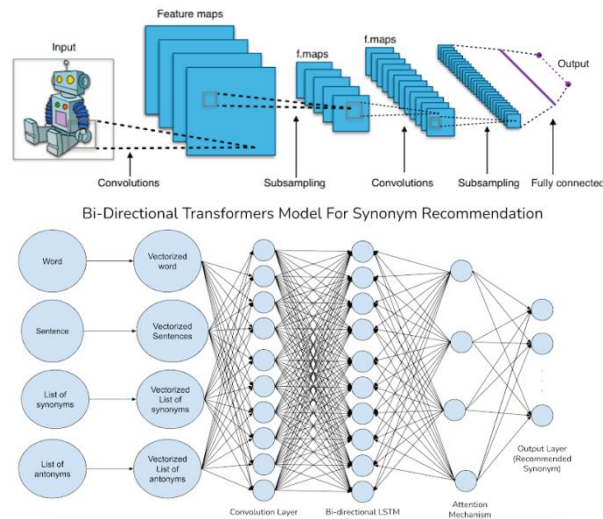 Feature maps
Input
f.maps
f.maps
Output
Convolutions
Subsampling
Convolutions
Subsampling
Fully connected
Bi-Directional Transformers Model For Synonym Recommendation
Word
Vectorized
word
Sentence
Vectorized
Sentences
List of
synonyms
Vectorized
List of
synonyms
List of
antonyms
Vectorized
List of
antonyms
Convolution Layer
Bi-directional LSTM
Attention
Mechanism
Output Layer
(Recommended
Synonym)